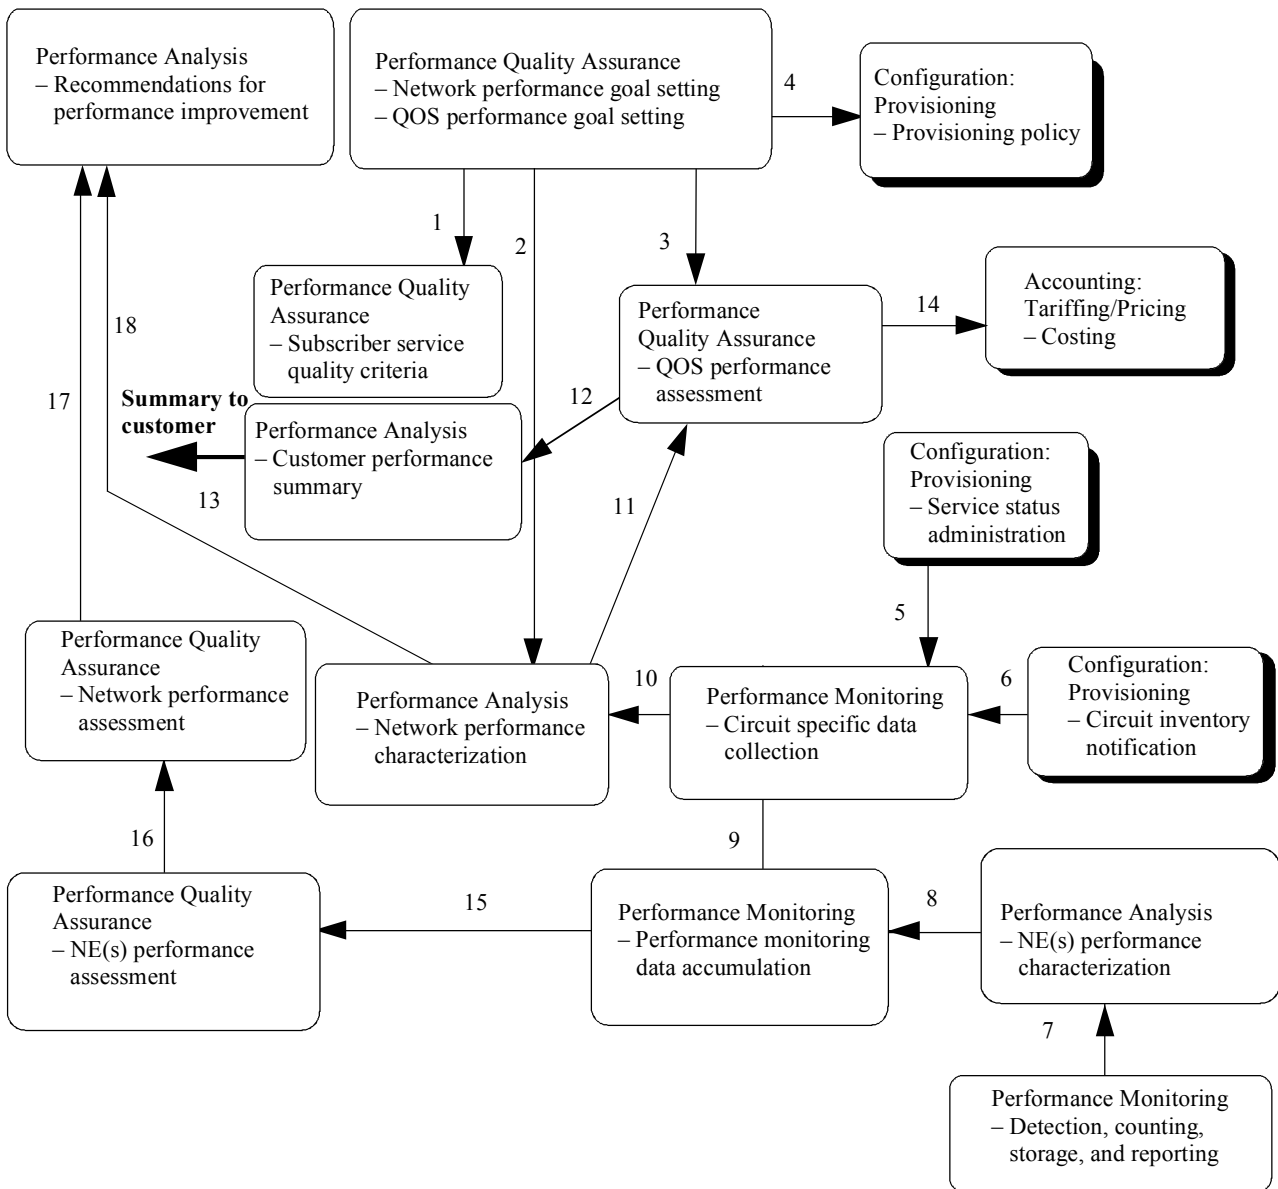 Performance Analysis
– Recommendations for
performance improvement
Performance Quality Assurance
– Network performance goal setting
– QOS performance goal setting
4
Configuration:
Provisioning
– Provisioning policy
1
2
3
Performance Quality
Assurance
– Subscriber service
quality criteria
Performance
Quality Assurance
– QOS performance
assessment
14
Accounting:
Tariffing/Pricing
– Costing
18
17
Summary to
customer
12
Performance Analysis
– Customer performance
summary
13
11
Configuration:
Provisioning
– Service status
administration
5
Performance Quality
Assurance
– Network performance
assessment
Performance Analysis
– Network performance
characterization
10
Performance Monitoring
– Circuit specific data
collection
6
Configuration:
Provisioning
– Circuit inventory
notification
16
9
Performance Quality
Assurance
– NE(s) performance
assessment
15
Performance Monitoring
– Performance monitoring
data accumulation
8
Performance Analysis
– NE(s) performance
characterization
7
Performance Monitoring
– Detection, counting,
storage, and reporting